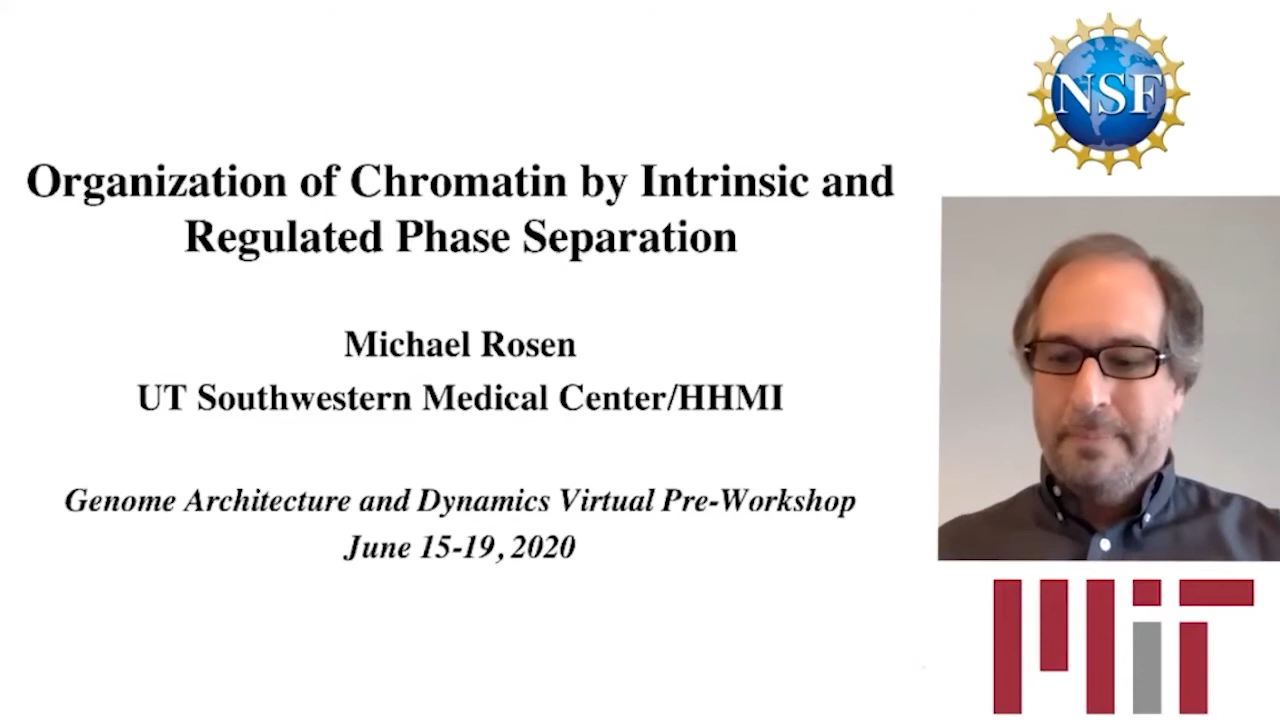 Organization of Chromatin by Intrinsic and
Regulated Phase Separation
Michael Rosen
UT Southwestern Medical Center/HHMI
Genome Architecture and Dynamics Virtual Pre-Workshop
June 15-19, 2020
NSF
MIT